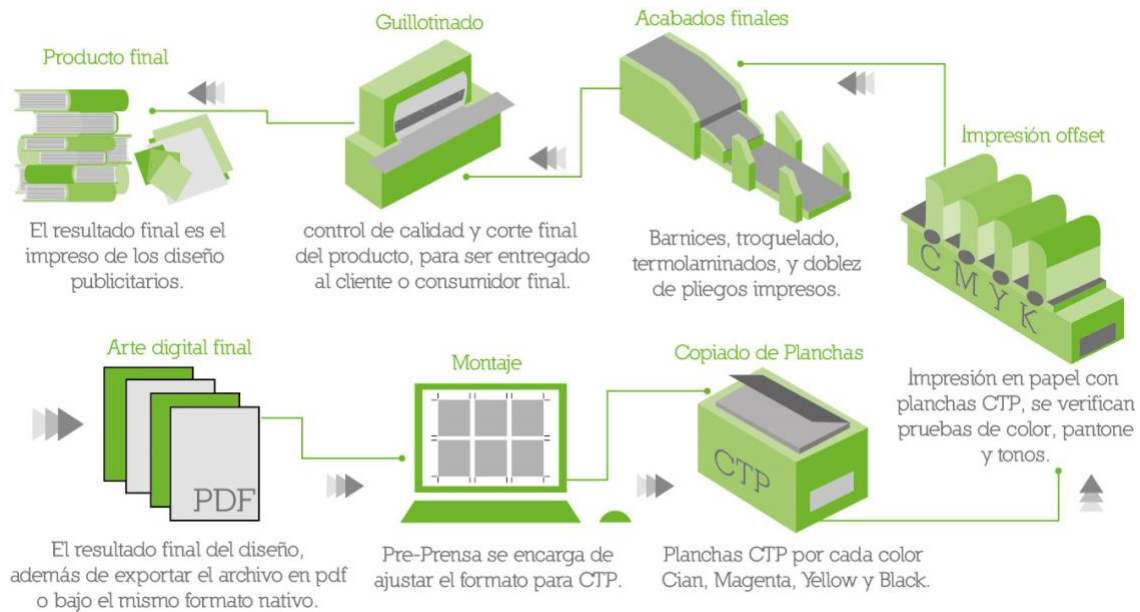 Producto final
El resultado final es el
impreso de los diseño
publicitarios.
Guillotinado
control de calidad y corte final
del producto, para ser entregado
al cliente o consumidor final.
Acabados finales
Barnices, troquelado,
termolaminados, y doblez
de pliegos impresos.
Impresión offset
C M Y K
Impresión en papel con
planchas CTP, se verifican
pruebas de color, pantone
y tonos.
Arte digital final
PDF
El resultado final del diseño,
además de exportar el archivo en pdf
o bajo el mismo formato nativo.
Montaje
Pre-Prensa se encarga de
ajustar el formato para CTP.
Copiado de Planchas
CTP
Planchas CTP por cada color
Cian, Magenta, Yellow y Black.